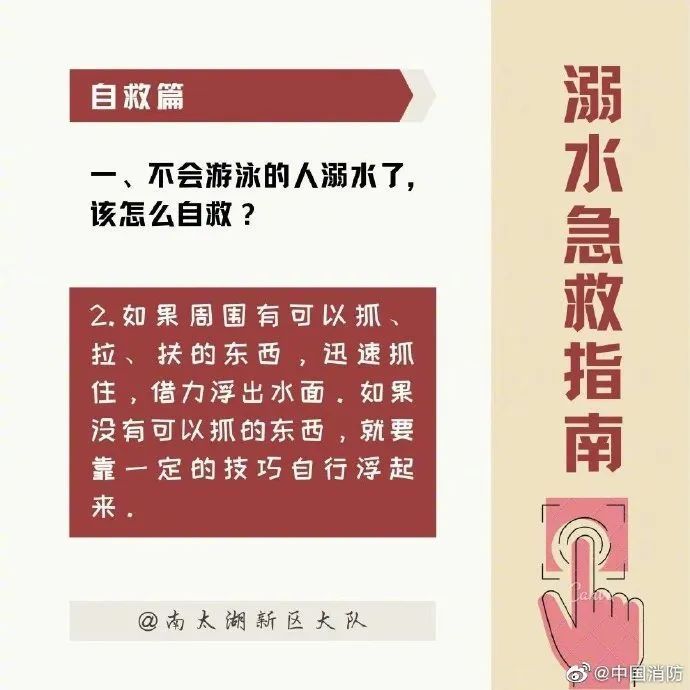 自救篇
一、不会游泳的人溺水了,
该怎么自救?
2.如果周围有可以抓、
拉、扶的东西,迅速抓
住,借力浮出水面.如果
没有可以抓的东西,就要
靠一定的技巧自行浮起
来.
@南太湖新区大队
溺水急救指南
Canva
@中国消防